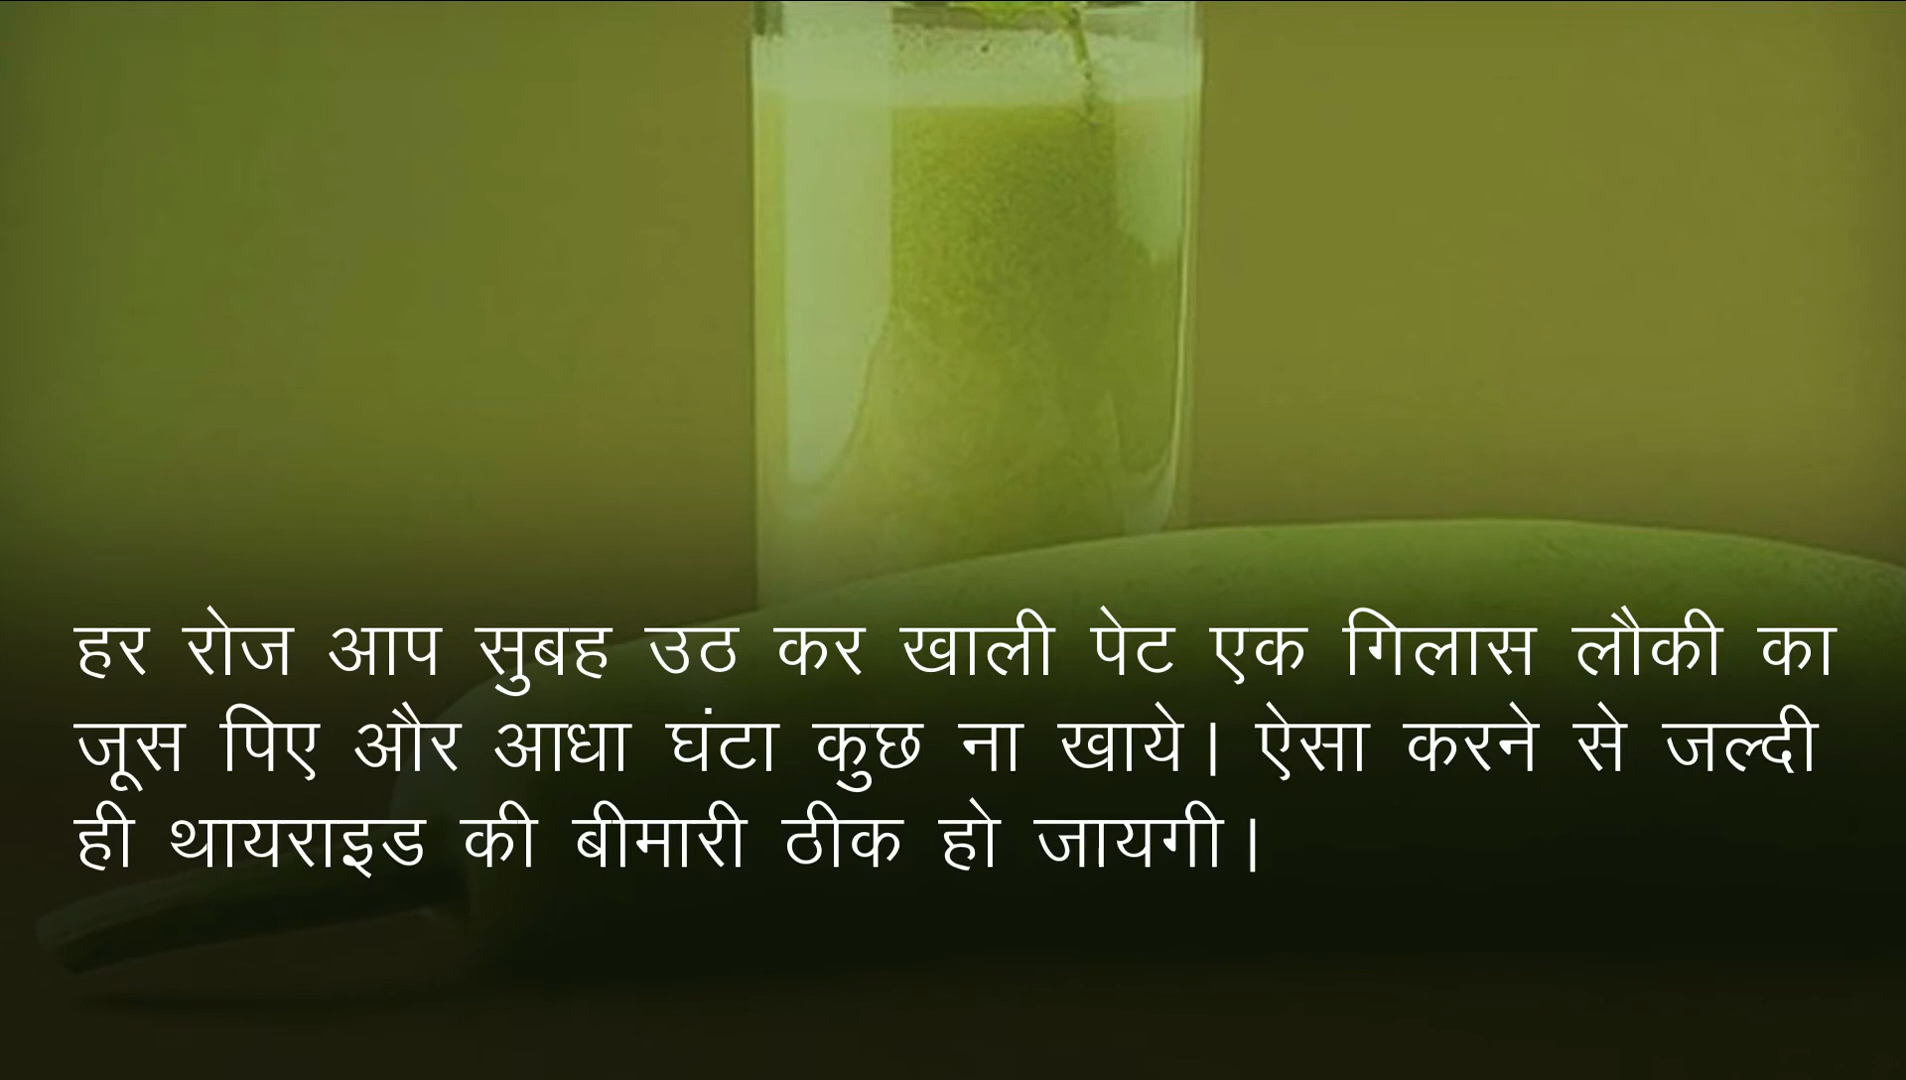 हर रोज आप सुबह उठ कर खाली पेट एक गिलास लौकी का
जूस पिए और आधा घंटा कुछ ना खाये। ऐसा करने से जल्दी
ही थायराइड की बीमारी ठीक हो जायगी।